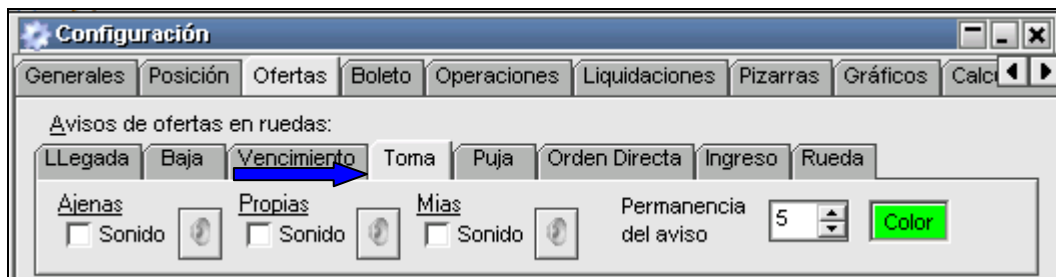 Configuración
Generales Posición Ofertas Boleto Operaciones Liquidaciones Pizarras Gráficos
Avisos de ofertas en ruedas:
LLegada Baja Vencimiento Toma Puja Orden Directa Ingreso Rueda
Ajenas Propias Mias Permanencia
Sonido Sonido Sonido del aviso 5 Color